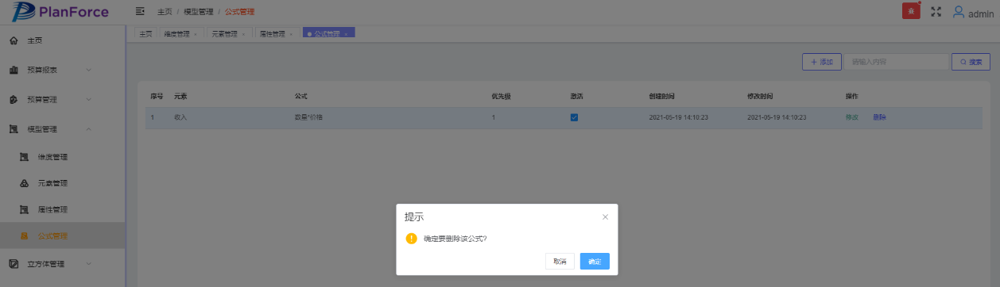 PlanForce
主页 / 模型管理 / 公式管理
admin
主页 维度管理 × 元素管理 × 属性管理 × 公式管理 ×
主页
预算报表
预算管理
模型管理
维度管理
元素管理
属性管理
公式管理
立方体管理
+ 添加 请输入内容 搜索
序号 元素 公式 优先级 激活 创建时间 修改时间 操作
1 收入 数量*价格 1 2021-05-19 14:10:23 2021-05-19 14:10:23 修改 删除
提示
确定要删除该公式?
取消 确定